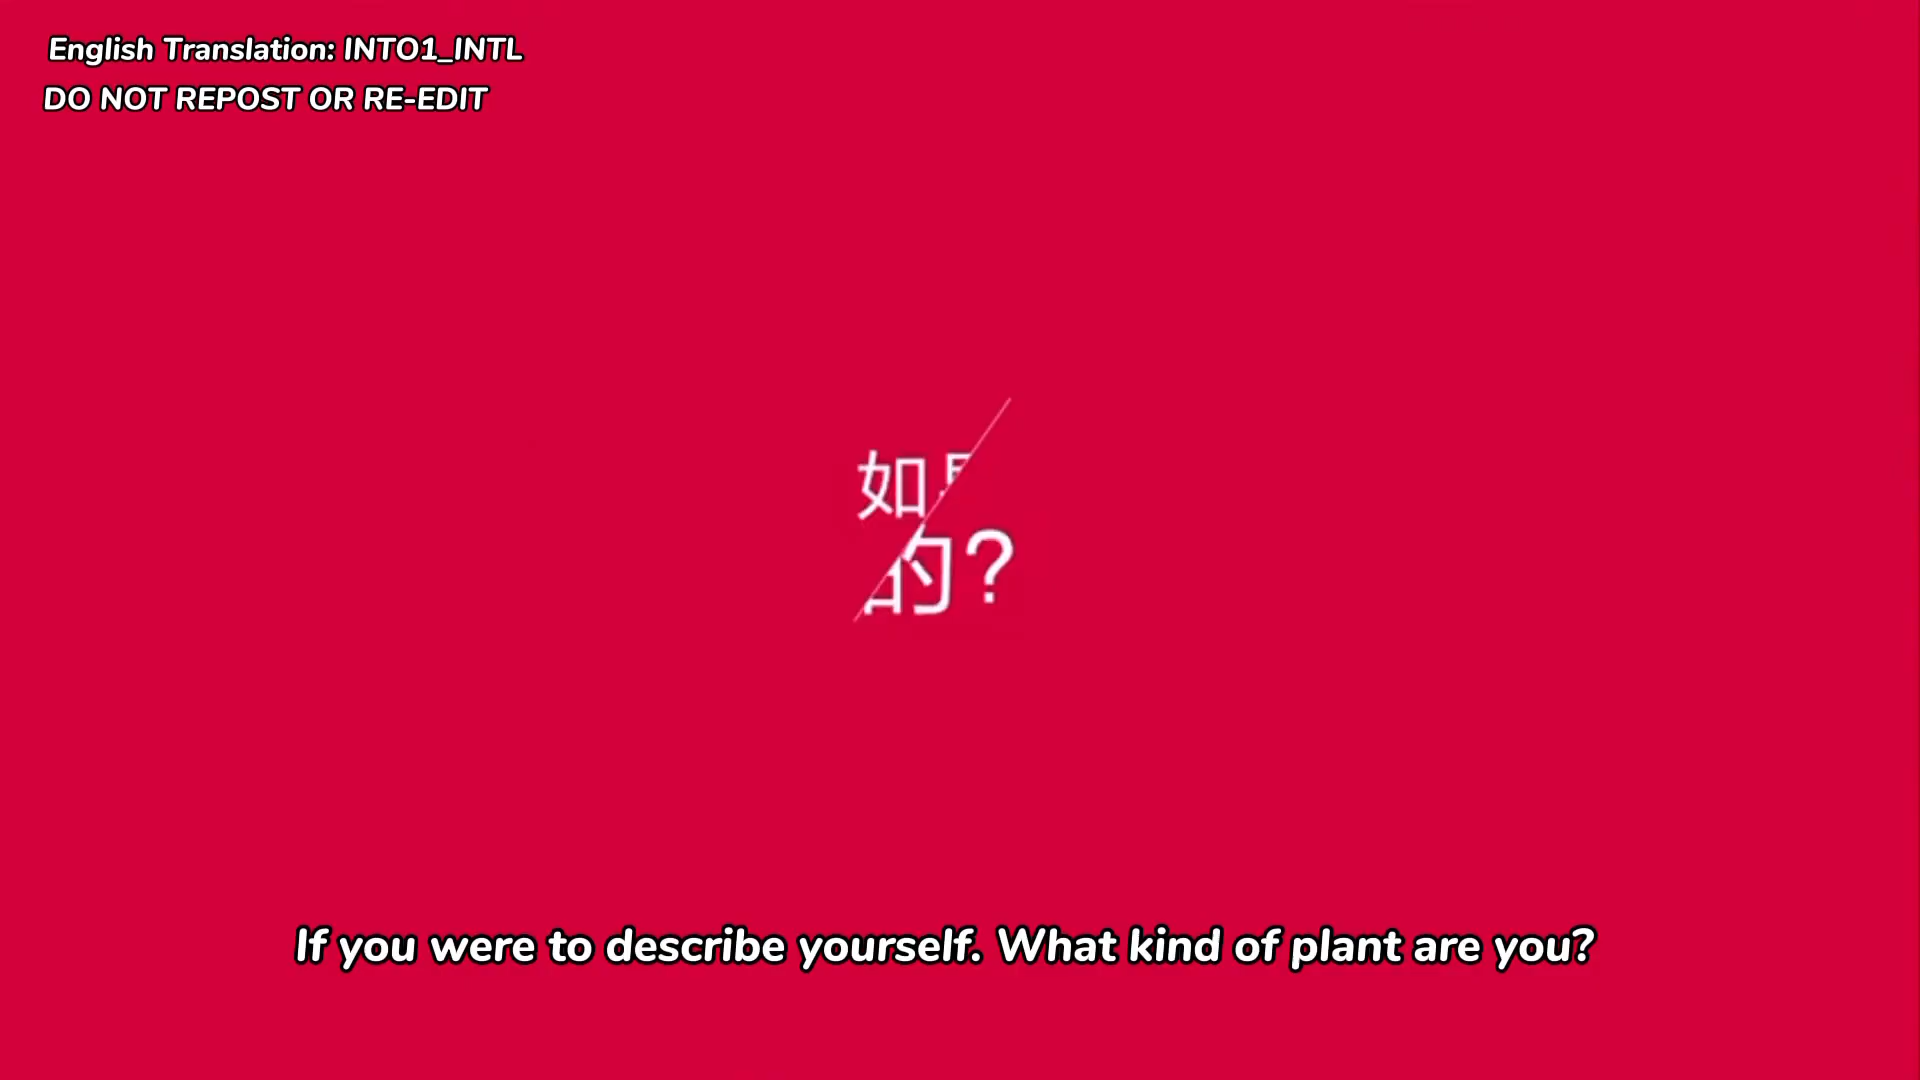 English Translation: INTO1_INTL
DO NOT REPOST OR RE-EDIT
如
的?
If you were to describe yourself. What kind of plant are you?